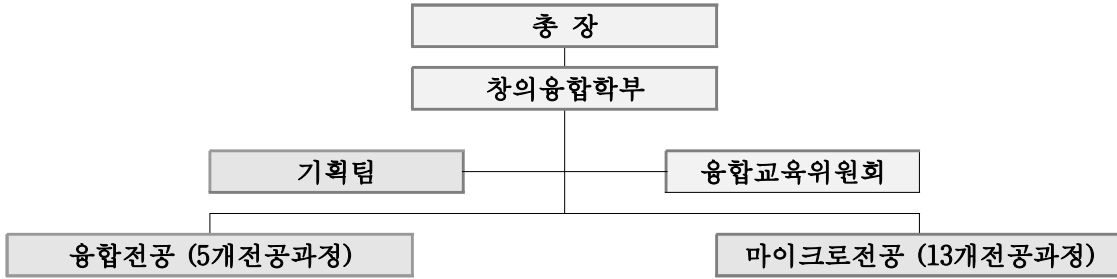 총 장
창의융합학부
기획팀
융합교육위원회
융합전공 (5개전공과정)
마이크로전공 (13개전공과정)